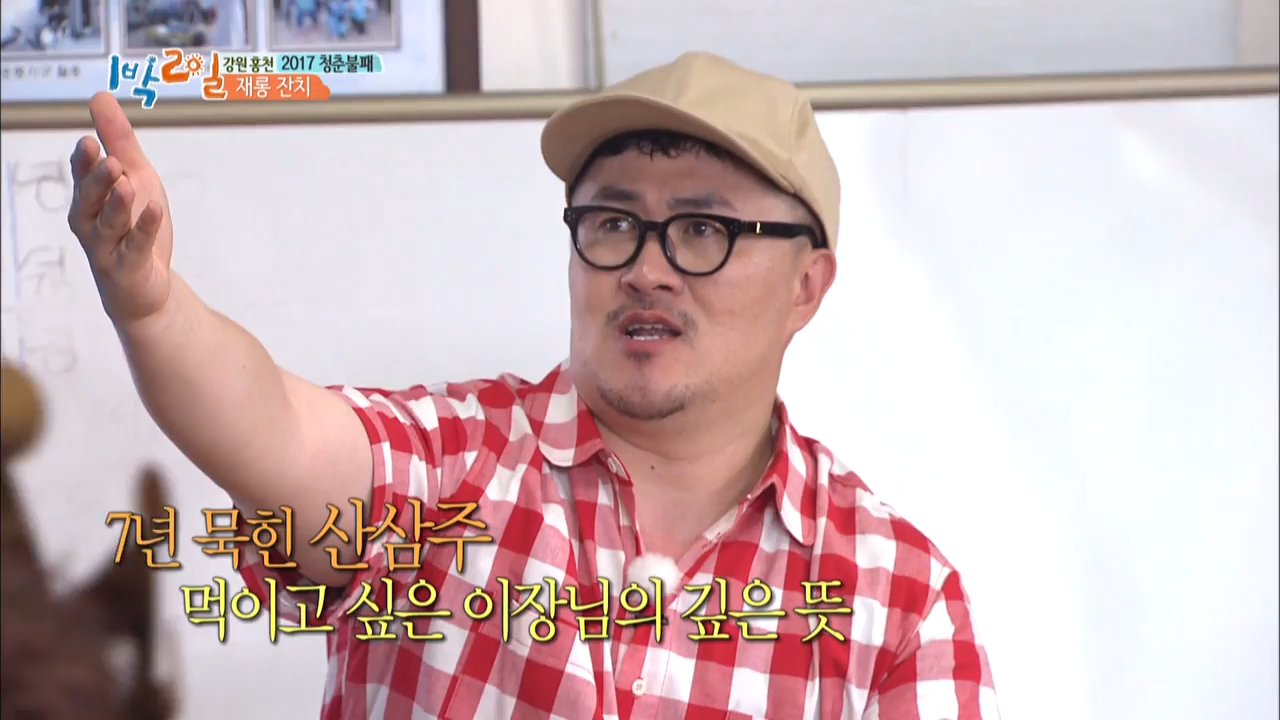 1박2일 강원 홍천 2017 청춘불패
재롱 잔치
7년 묵힌 산삼주
먹이고 싶은 이장님의 깊은 뜻